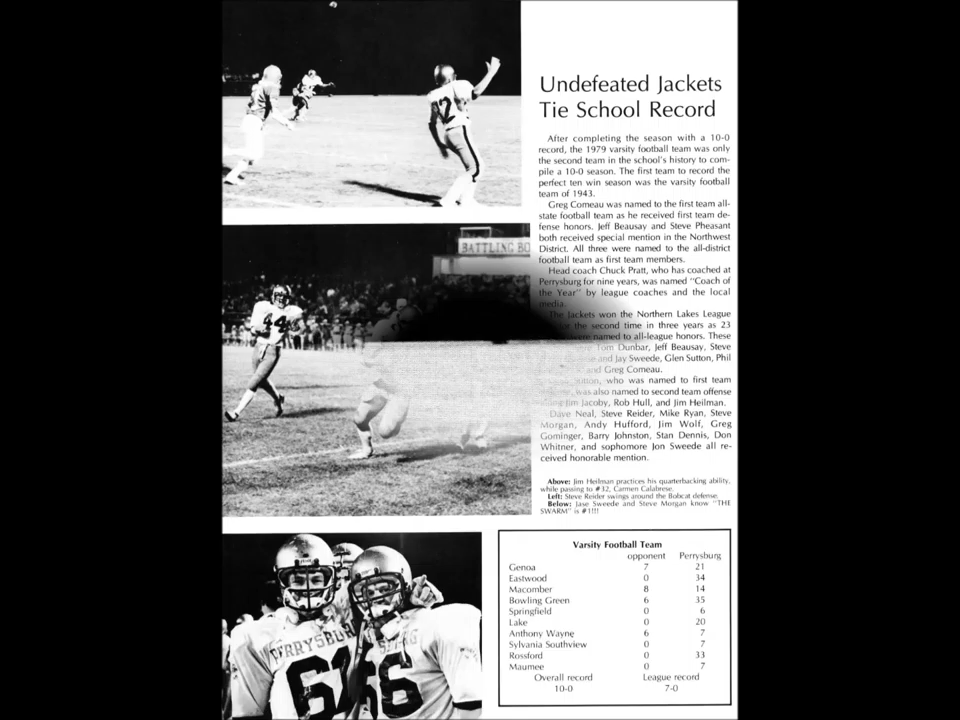 Undefeated Jackets
Tie School Record
After completing the season with a 10-0
record, the 1979 varsity football team was only
the second team in the school's history to com-
pile a 10-0 season. The first team to record the
perfect ten win season was the varsity football
team of 1943.
Greg Comeau was named to the first team all-
state football team as he received first team de-
fense honors. Jeff Beausay and Steve Pheasant
both received special mention in the Northwest
District. All three were named to the all-district
football team as first team members.
Head coach Chuck Pratt, who has coached at
Perrysburg for nine years, was named "Coach of
the Year" by league coaches and the local
media.
The Jackets won the Northern Lakes League
for the second time in three years as 23
were named to all-league honors. These
Tom Dunbar, Jeff Beausay, Steve
and Jay Sweede, Glen Sutton, Phil
and Greg Comeau.
Sutton, who was named to first team
was also named to second team offense
Jim Jacoby, Rob Hull, and Jim Heilman.
Dave Neal, Steve Reider, Mike Ryan, Steve
Morgan, Andy Hufford, Jim Wolf, Greg
Gominger, Barry Johnston, Stan Dennis, Don
Whitner, and sophomore Jon Sweede all re-
ceived honorable mention.
Above: Jim Heilman practices his quarterbacking ability,
while passing to #32, Carmen Calabrese.
Left: Steve Reider swings around the Bobcat defense.
Below: Jase Sweede and Steve Morgan know "THE
SWARM" is #1!!!
BATTLING BO
44
PERRYSBURG
61
66
Varsity Football Team
opponent Perrysburg
Genoa 7 21
Eastwood 0 34
Macomber 8 14
Bowling Green 6 35
Springfield 0 6
Lake 0 20
Anthony Wayne 6 7
Sylvania Southview 0 7
Rossford 0 33
Maumee 0 7
Overall record League record
10-0 7-0